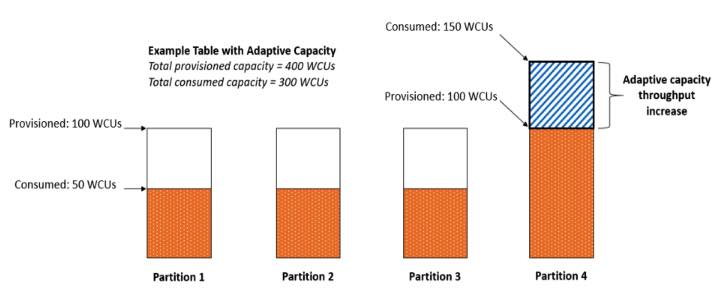 Consumed: 150 WCUs
Example Table with Adaptive Capacity
Total provisioned capacity = 400 WCUs
Total consumed capacity = 300 WCUs
Adaptive capacity
throughput
increase
Provisioned: 100 WCUs
Provisioned: 100 WCUs
Consumed: 50 WCUs
Partition 1
Partition 2
Partition 3
Partition 4